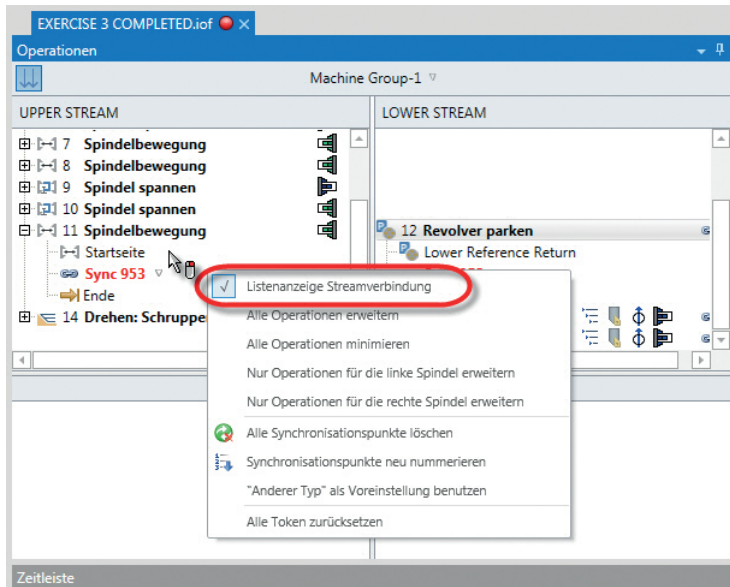 EXERCISE 3 COMPLETED.iof
Operationen
Machine Group-1
UPPER STREAM
LOWER STREAM
7 Spindelbewegung
8 Spindelbewegung
9 Spindel spannen
10 Spindel spannen
11 Spindelbewegung
Startseite
Sync 953
Ende
14 Drehen: Schruppe
12 Revolver parken
Lower Reference Return
Listenanzeige Streamverbindung
Alle Operationen erweitern
Alle Operationen minimieren
Nur Operationen für die linke Spindel erweitern
Nur Operationen für die rechte Spindel erweitern
Alle Synchronisationspunkte löschen
Synchronisationspunkte neu nummerieren
"Anderer Typ" als Voreinstellung benutzen
Alle Token zurücksetzen
Zeitleiste